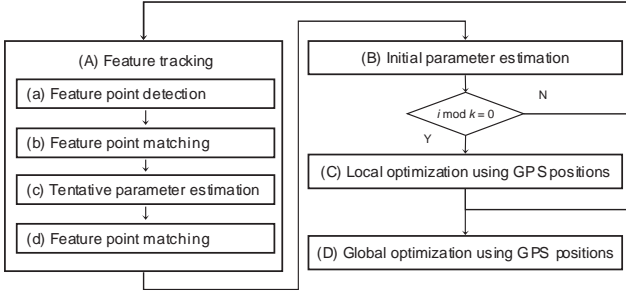 (A) Feature tracking
(a) Feature point detection
(b) Feature point matching
(c) Tentative parameter estimation
(d) Feature point matching
(B) Initial parameter estimation
i mod k = 0
N
Y
(C) Local optimization using GPS positions
(D) Global optimization using GPS positions